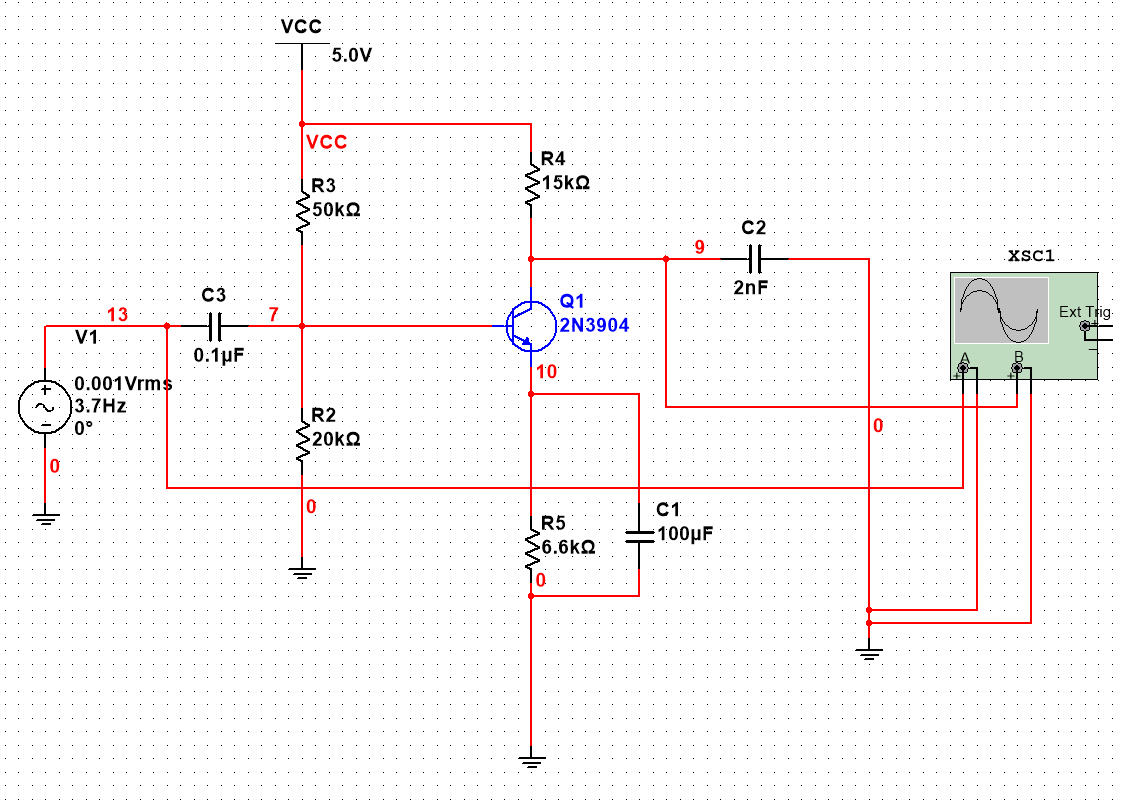 VCC
5.0V
VCC
R4
15kΩ
R3
50kΩ
C2
9
2nF
XSC1
Ext Trig
+
−
A
B
+
+
C3
13
7
V1
0.1µF
Q1
2N3904
10
0.001Vrms
3.7Hz
0°
+
−
0
R2
20kΩ
0
0
C1
100µF
R5
6.6kΩ
0